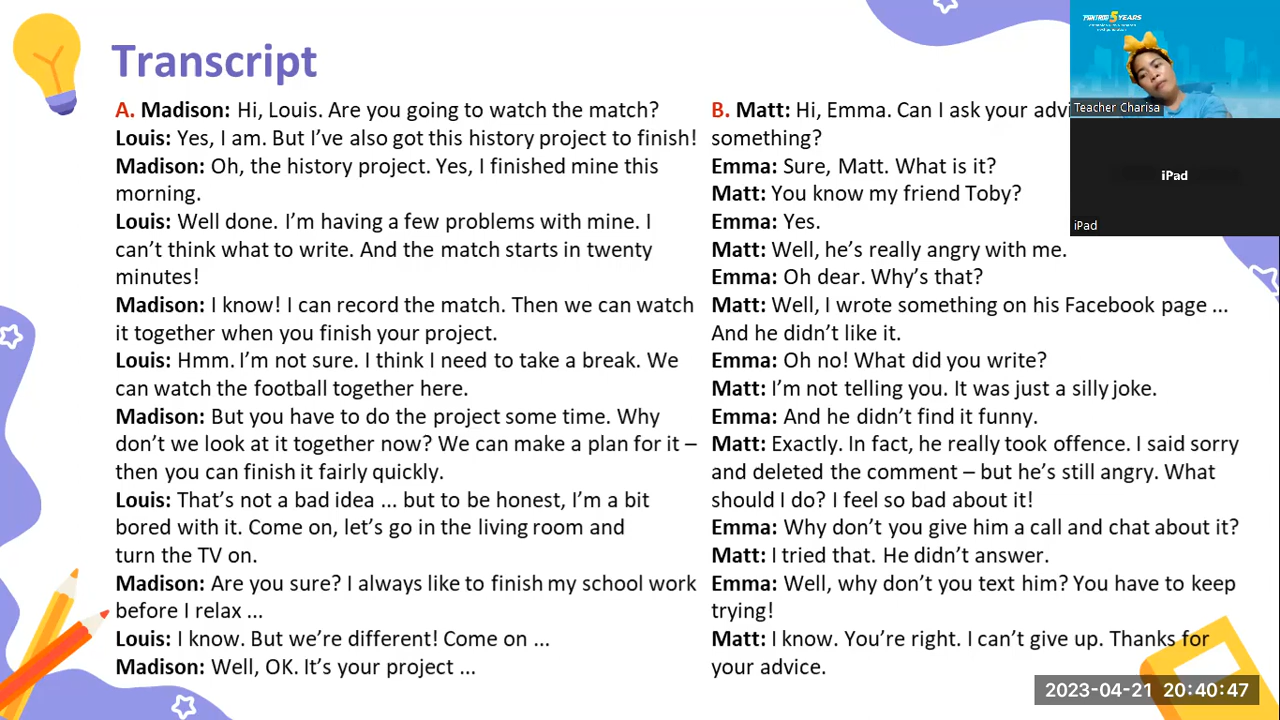 Transcript
A. Madison: Hi, Louis. Are you going to watch the match?
Louis: Yes, I am. But I've also got this history project to finish!
Madison: Oh, the history project. Yes, I finished mine this
morning.
Louis: Well done. I'm having a few problems with mine. I
can't think what to write. And the match starts in twenty
minutes!
Madison: I know! I can record the match. Then we can watch
it together when you finish your project.
Louis: Hmm. I'm not sure. I think I need to take a break. We
can watch the football together here.
Madison: But you have to do the project some time. Why
don't we look at it together now? We can make a plan for it –
then you can finish it fairly quickly.
Louis: That's not a bad idea ... but to be honest, I'm a bit
bored with it. Come on, let's go in the living room and
turn the TV on.
Madison: Are you sure? I always like to finish my school work
before I relax ...
Louis: I know. But we're different! Come on ...
Madison: Well, OK. It's your project ...
B. Matt: Hi, Emma. Can I ask your advi
something?
Emma: Sure, Matt. What is it?
Matt: You know my friend Toby?
Emma: Yes.
Matt: Well, he's really angry with me.
Emma: Oh dear. Why's that?
Matt: Well, I wrote something on his Facebook page ...
And he didn't like it.
Emma: Oh no! What did you write?
Matt: I'm not telling you. It was just a silly joke.
Emma: And he didn't find it funny.
Matt: Exactly. In fact, he really took offence. I said sorry
and deleted the comment – but he's still angry. What
should I do? I feel so bad about it!
Emma: Why don't you give him a call and chat about it?
Matt: I tried that. He didn't answer.
Emma: Well, why don't you text him? You have to keep
trying!
Matt: I know. You're right. I can't give up. Thanks for
your advice.
5 YEARS
Teacher Charisa
iPad
iPad
2023-04-21 20:40:47